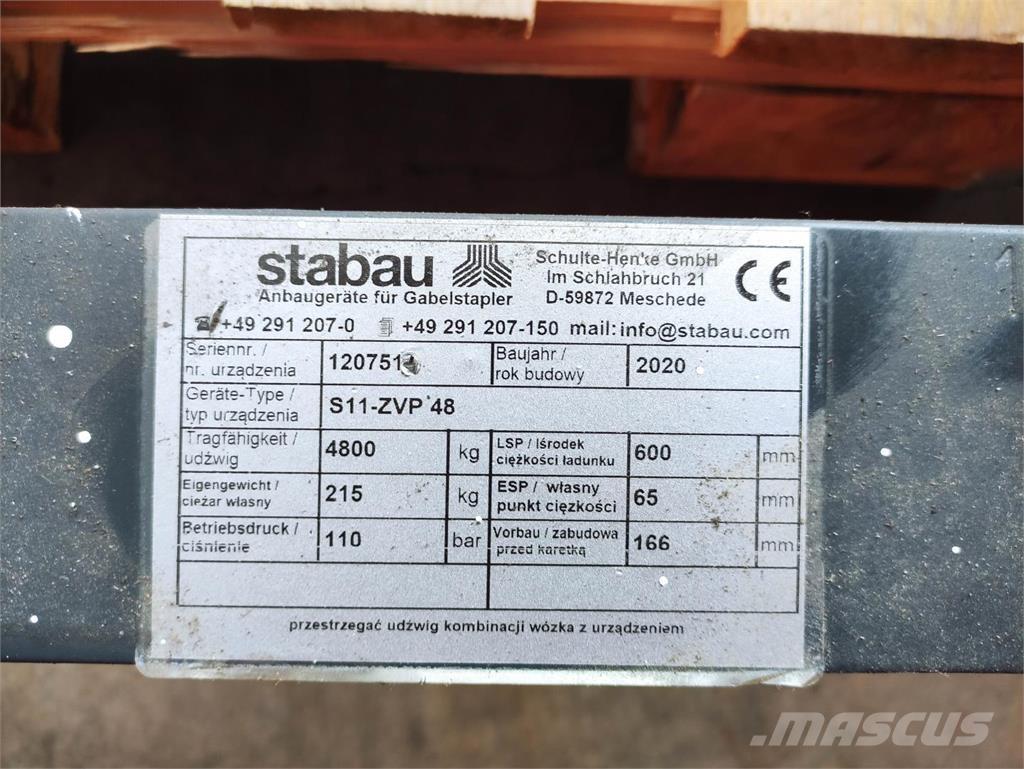 stabau
Anbaugeräte für Gabelstapler
Schulte-Henke GmbH
Im Schlahbruch 21
D-59872 Meschede
CE
+49 291 207-0 +49 291 207-150 mail: info@stabau.com
Seriennr. /
nr. urządzenia
Baujahr /
rok budowy
2020
Geräte-Type /
typ urządzenia
S11-ZVP 48
Tragfähigkeit /
udźwig
4800
kg
LSP / lśrodek
ciężkości ładunku
600
mm
Eigengewicht /
cieżar własny
215
kg
ESP / własny
punkt cięzkości
65
mm
Betriebsdruck /
ciśnienie
110
bar
Vorbau / zabudowa
przed karetką
166
mm
przestrzegać udźwig kombinacji wózka z urządzeniem
MASCUS